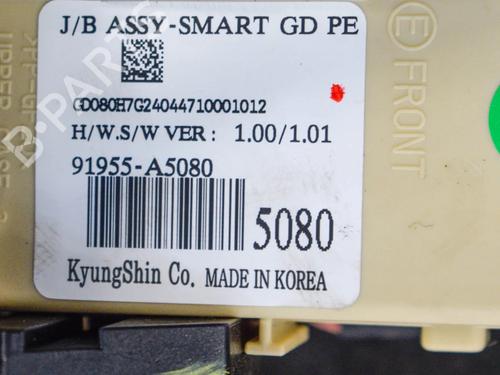 J/B ASSY-SMART GD PE
GD080H7G24044710001012
H/W.S/W VER : 1.00/1.01
91955-A5080
5080
KyungShin Co. MADE IN KOREA
E FRONT
UPPER
B-PARTS